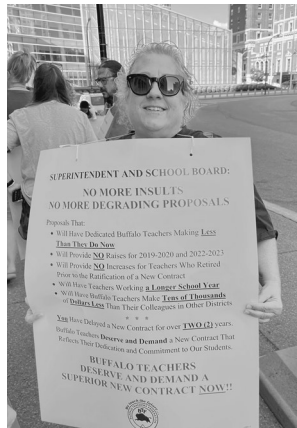 SUPERINTENDENT AND SCHOOL BOARD:
NO MORE INSULTS
NO MORE DEGRADING PROPOSALS
Proposals That:
• Will Have Dedicated Buffalo Teachers Making Less
Than They Do Now
• Will Provide NO Raises for 2019-2020 and 2022-2023
• Will Provide NO Increases for Teachers Who Retired
Prior to the Ratification of a New Contract
• Will Have Teachers Working a Longer School Year
• Will Have Buffalo Teachers Make Tens of Thousands
of Dollars Less Than Their Colleagues in Other Districts
* * *
You Have Delayed a New Contract for over TWO (2) years.
Buffalo Teachers Deserve and Demand a New Contract That
Reflects Their Dedication and Commitment to Our Students.
BUFFALO TEACHERS
DESERVE AND DEMAND A
SUPERIOR NEW CONTRACT NOW!!